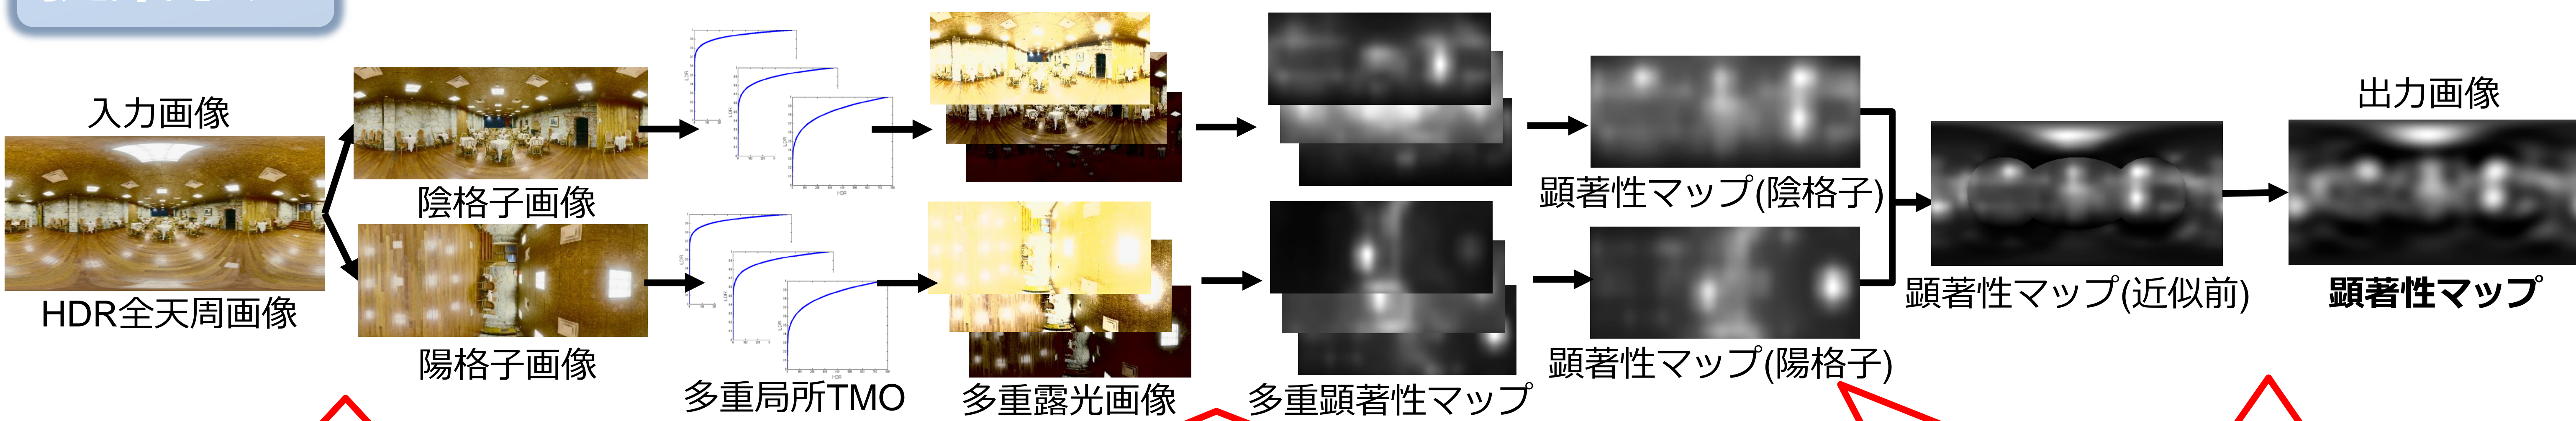 入力画像
HDR全天周画像
陰格子画像
陽格子画像
多重局所TMO
多重露光画像
多重顕著性マップ
顕著性マップ(陰格子)
顕著性マップ(陽格子)
顕著性マップ(近似前)
出力画像
顕著性マップ